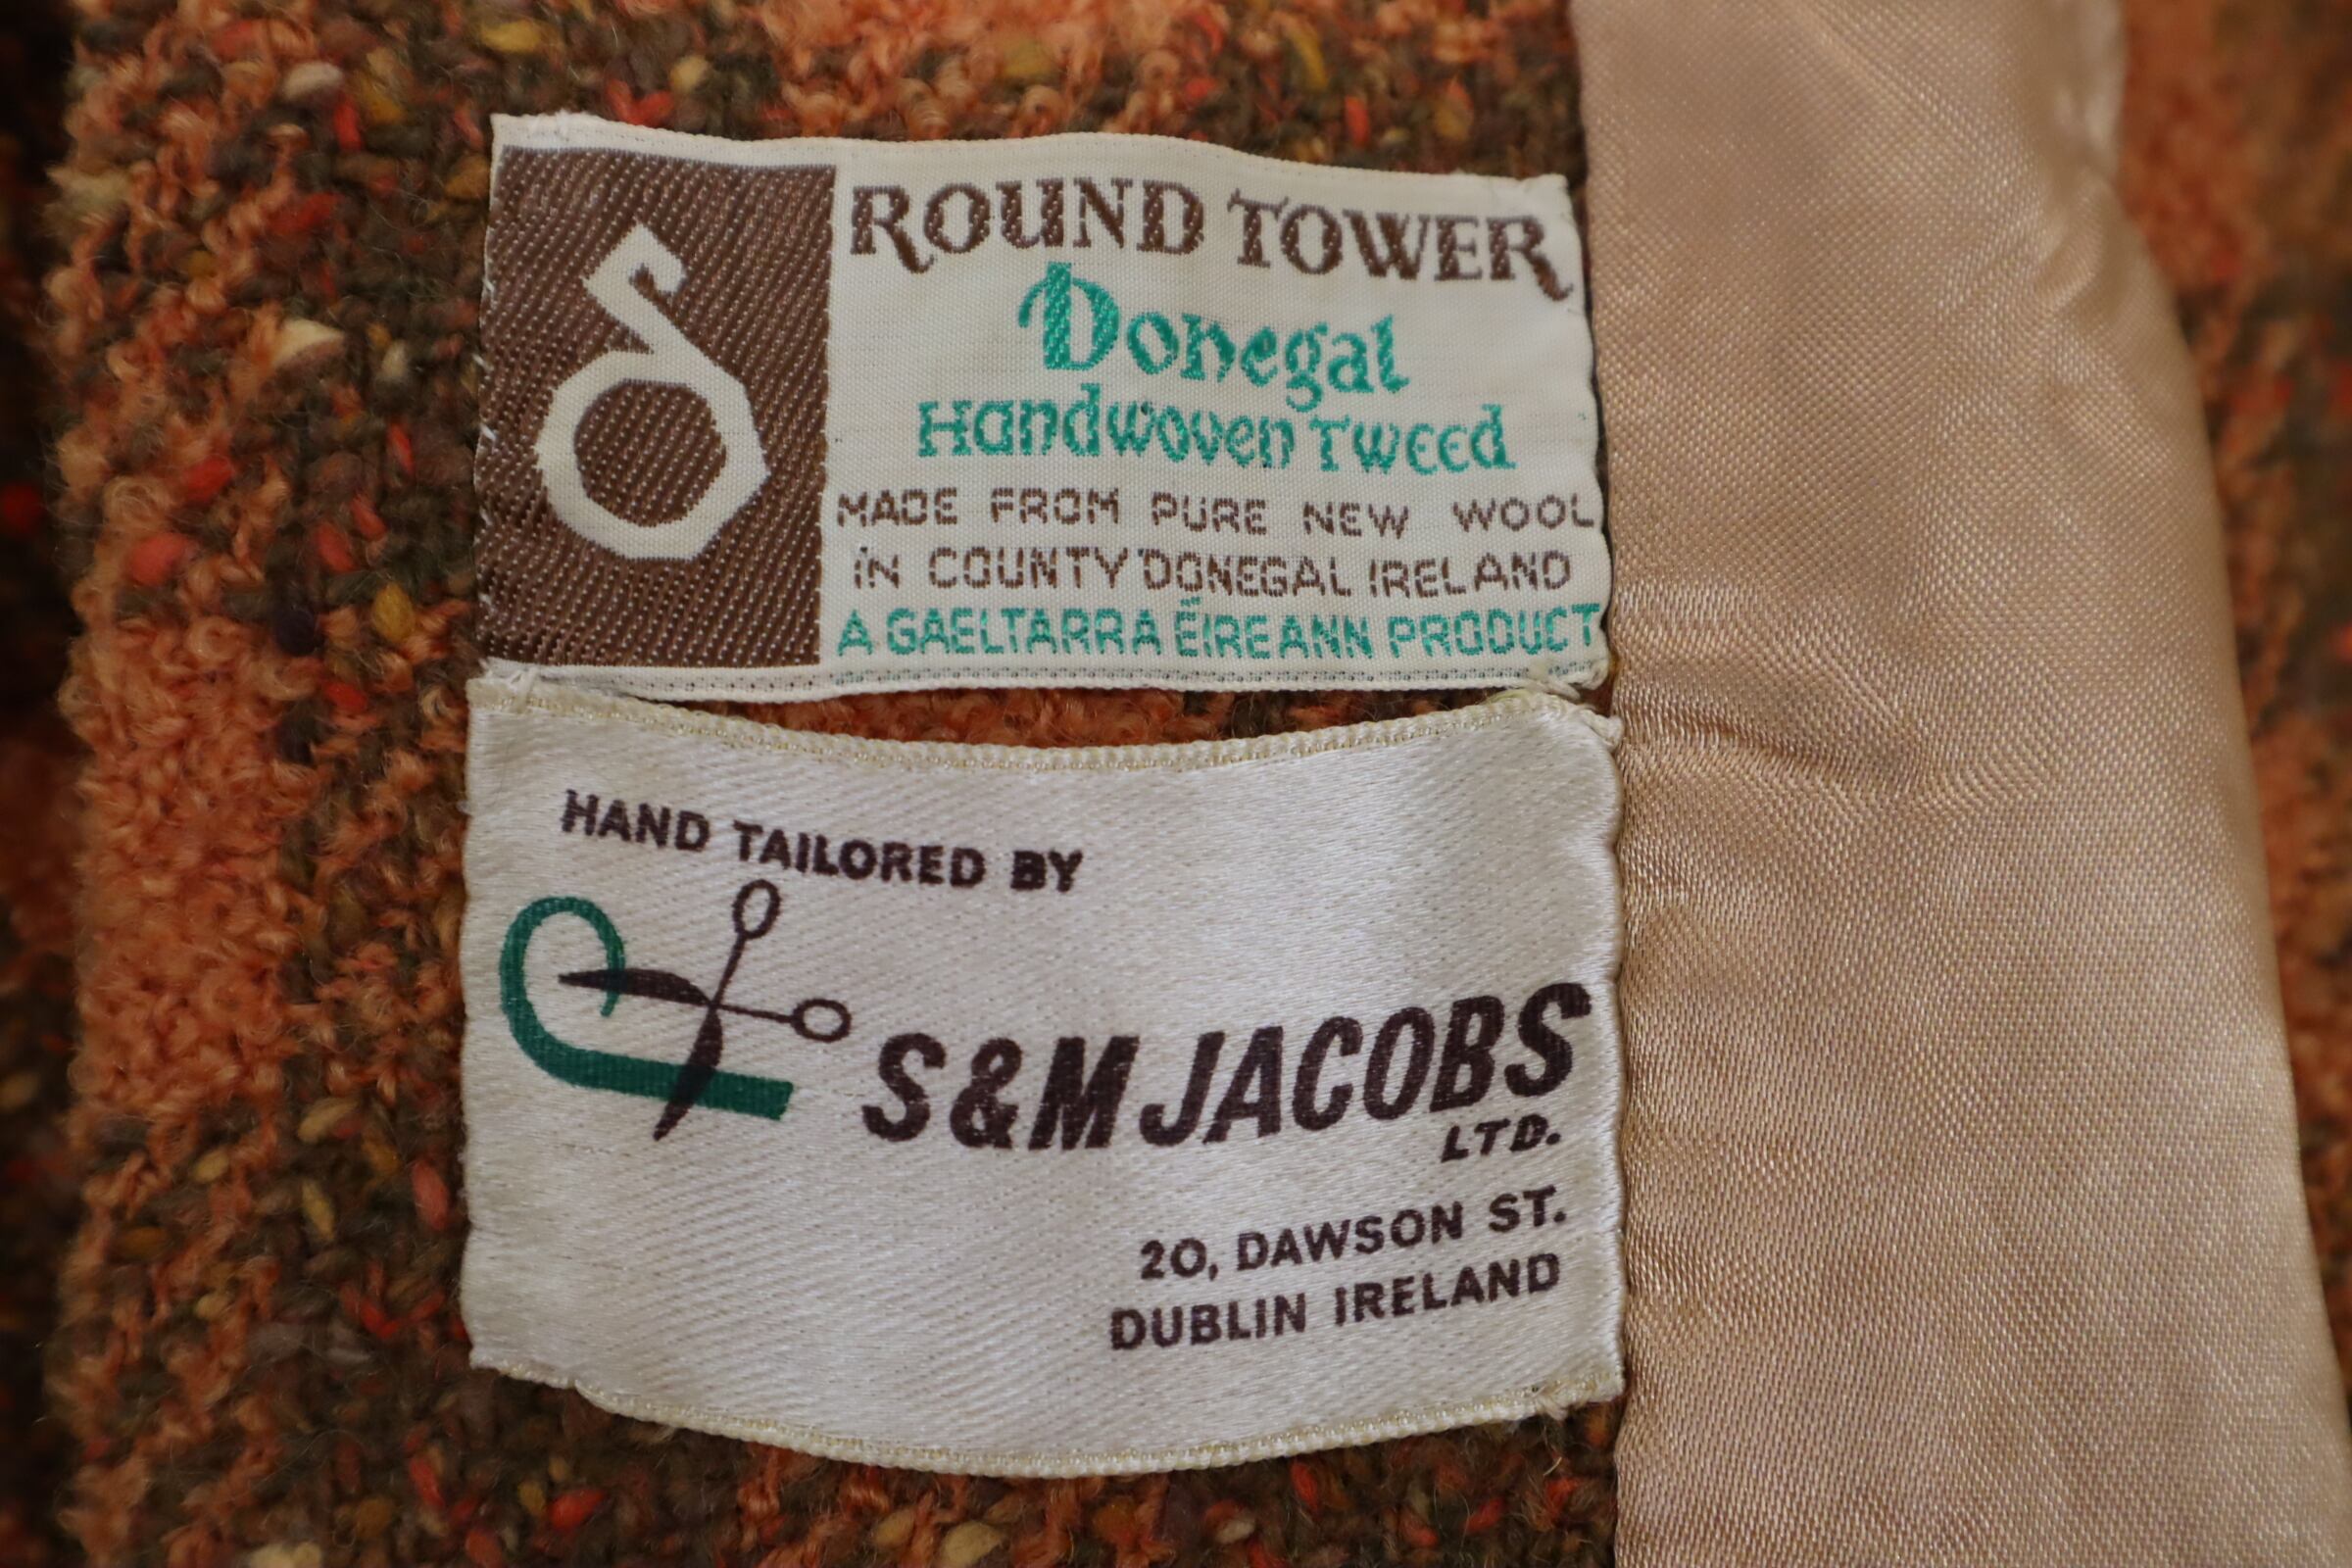 ROUND TOWER
Donegal
Handwoven Tweed
MADE FROM PURE NEW WOOL
iN COUNTY DONEGAL IRELAND
A GAELTARRA ÉIREANN PRODUCT
HAND TAILORED BY
S&M JACOBS
LTD.
20, DAWSON ST.
DUBLIN IRELAND